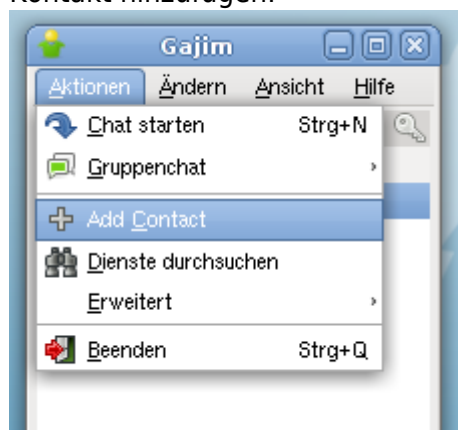 Kontakt hinzufügen.
Gajim
Aktionen Ändern Ansicht Hilfe
Chat starten Strg+N
Gruppenchat
Add Contact
Dienste durchsuchen
Erweitert
Beenden Strg+Q